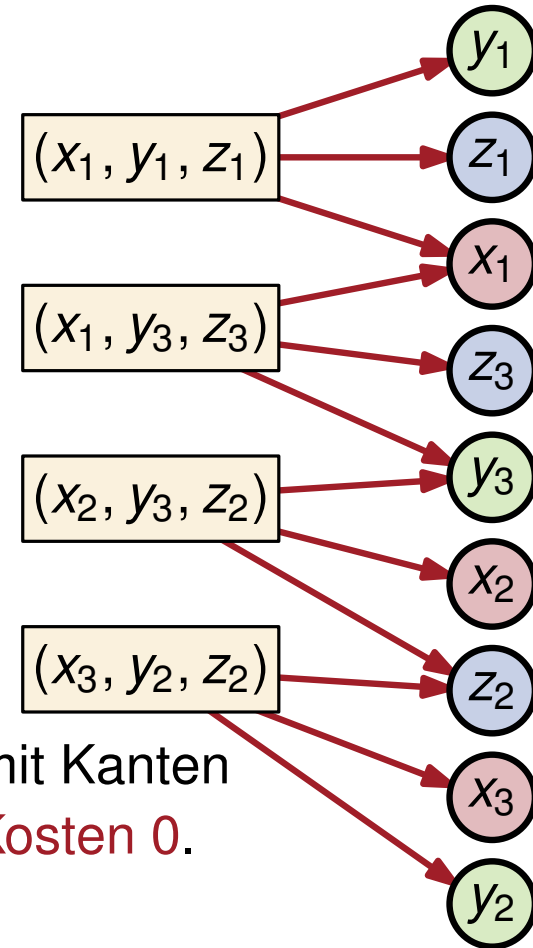 y₁
(x₁, y₁, z₁)
z₁
x₁
(x₁, y₃, z₃)
z₃
y₃
(x₂, y₃, z₂)
x₂
(x₃, y₂, z₂)
z₂
Kanten
x₃
Kosten 0.
y₂